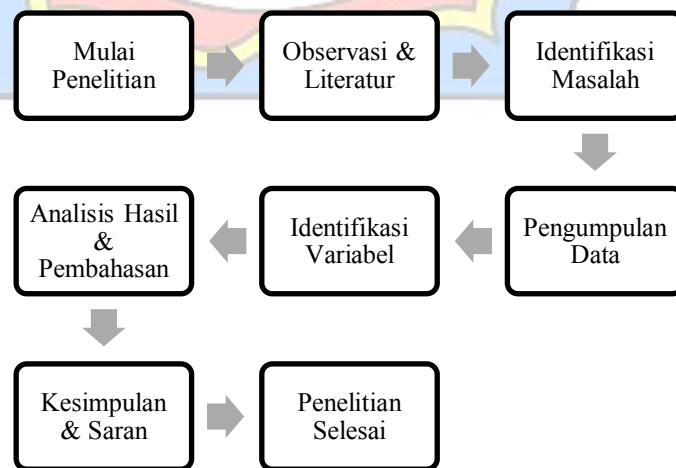 Mulai
Penelitian
Observasi &
Literatur
Identifikasi
Masalah
Pengumpulan
Data
Identifikasi
Variabel
Analisis Hasil
&
Pembahasan
Kesimpulan
& Saran
Penelitian
Selesai